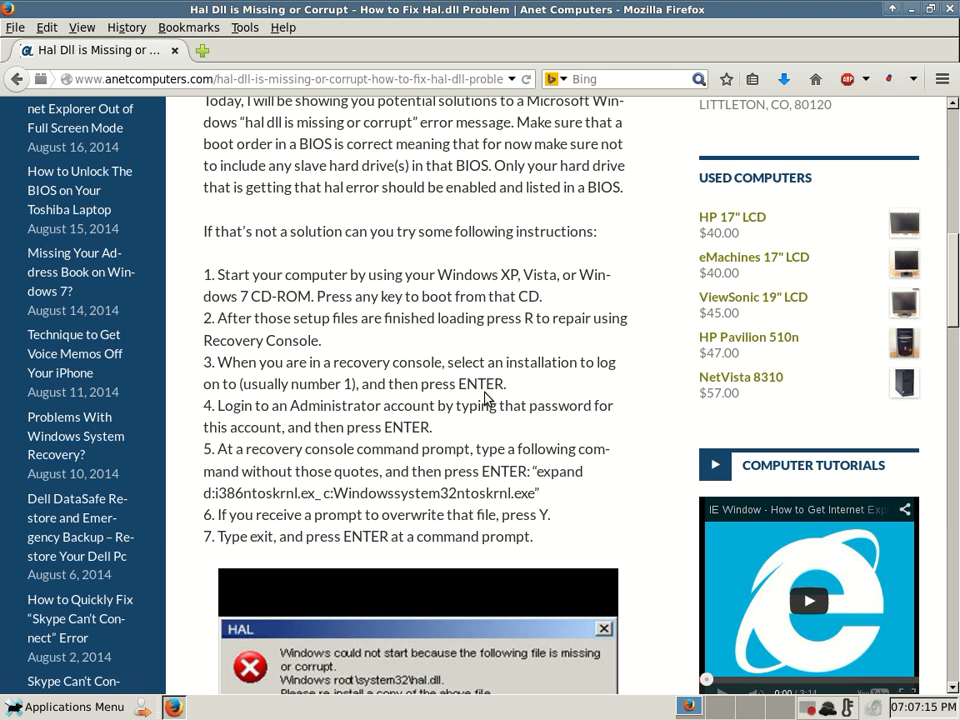 Hal Dll is Missing or Corrupt – How to Fix Hal.dll Problem | Anet Computers - Mozilla Firefox
File Edit View History Bookmarks Tools Help
Hal Dll is Missing or ...
www.anetcomputers.com/hal-dll-is-missing-or-corrupt-how-to-fix-hal-dll-proble
Bing
ABP
net Explorer Out of
Full Screen Mode
August 16, 2014
How to Unlock The
BIOS on Your
Toshiba Laptop
August 15, 2014
Missing Your Ad-
dress Book on Win-
dows 7?
August 14, 2014
Technique to Get
Voice Memos Off
Your iPhone
August 11, 2014
Problems With
Windows System
Recovery?
August 10, 2014
Dell DataSafe Re-
store and Emer-
gency Backup – Re-
store Your Dell Pc
August 6, 2014
How to Quickly Fix
“Skype Can’t Con-
nect” Error
August 2, 2014
Skype Can’t Con-
Today, I will be showing you potential solutions to a Microsoft Win-
dows “hal dll is missing or corrupt” error message. Make sure that a
boot order in a BIOS is correct meaning that for now make sure not
to include any slave hard drive(s) in that BIOS. Only your hard drive
that is getting that hal error should be enabled and listed in a BIOS.
If that’s not a solution can you try some following instructions:
1. Start your computer by using your Windows XP, Vista, or Win-
dows 7 CD-ROM. Press any key to boot from that CD.
2. After those setup files are finished loading press R to repair using
Recovery Console.
3. When you are in a recovery console, select an installation to log
on to (usually number 1), and then press ENTER.
4. Login to an Administrator account by typing that password for
this account, and then press ENTER.
5. At a recovery console command prompt, type a following com-
mand without those quotes, and then press ENTER: “expand
d:i386ntoskrnl.ex_ c:Windowssystem32ntoskrnl.exe”
6. If you receive a prompt to overwrite that file, press Y.
7. Type exit, and press ENTER at a command prompt.
HAL
Windows could not start because the following file is missing
or corrupt.
Windows root\system32\hal.dll.
Please re-install a copy of the above file.
LITTLETON, CO, 80120
USED COMPUTERS
HP 17" LCD
$40.00
eMachines 17" LCD
$40.00
ViewSonic 19" LCD
$45.00
HP Pavilion 510n
$47.00
NetVista 8310
$57.00
COMPUTER TUTORIALS
IE Window - How to Get Internet Exp
0:00 / 3:14
Applications Menu
07:07:15 PM